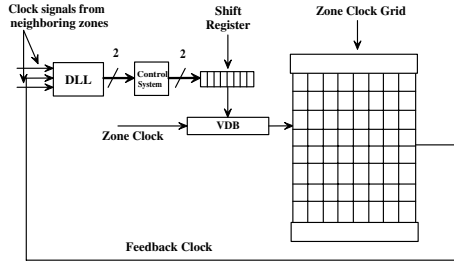 Clock signals from
neighboring zones
Shift
Register
Zone Clock Grid
2
2
DLL
Control
System
Zone Clock
VDB
Feedback Clock